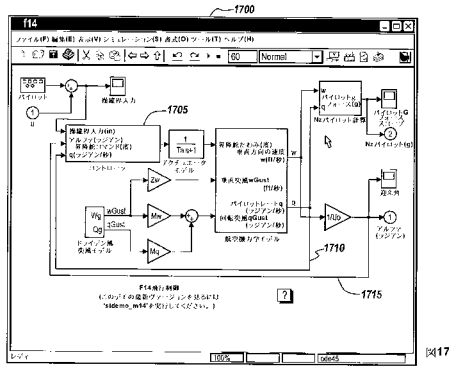 1700
f14
ファイル(F) 編集(E) 表示(V) シミュレーション(S) 書式(O) ツール(T) ヘルプ(H)
60
Normal
パイロット
1
u
操縦桿入力
1705
操縦桿入力(in)
アルファ(ラジアン)
昇降舵コマンド(度)
q(ラジアン/秒)
コントローラ
1
Tas+1
アクチュエータ
モデル
昇降舵たわみ(度)
垂直方向の速度
w(ft/秒)
垂直突風wGust
(ft/秒)
パイロットレートq
(ラジアン/秒)
回転突風qGust
(ラジアン/秒)
航空機力学モデル
w
q
w
q
パイロットg
フォース(g)
Nzパイロット計算
パイロットG
フォース
スコープ
2
Nzパイロット(g)
迎え角
1/Uo
1
アルファ
(ラジアン)
Zw
Mw
Mq
Wg
Qg
wGust
qGust
ドライデン風
突風モデル
1710
1715
F14飛行制御
(このデモの
を見るには
"sldemo_f14"を実行してください。)
?
レディ
100%
ode45
図17